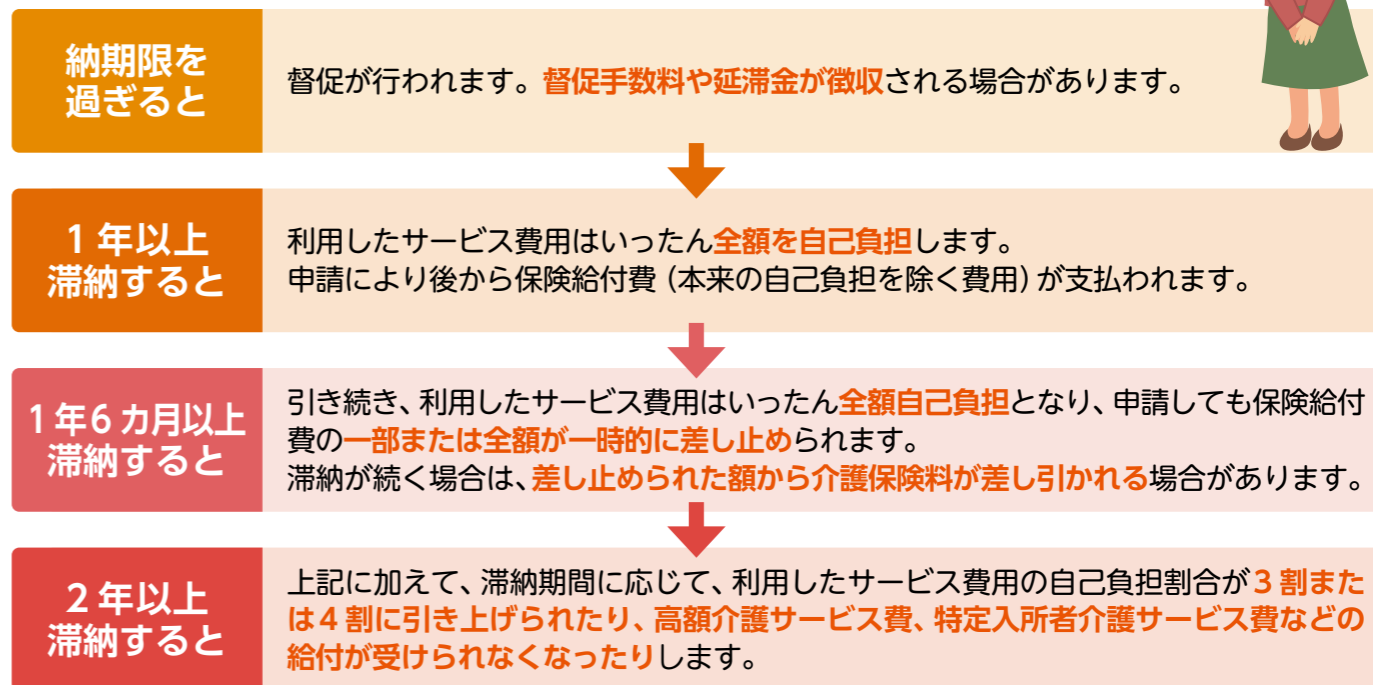 納期限を
過ぎると
督促が行われます。督促手数料や延滞金が徴収される場合があります。
1年以上
滞納すると
利用したサービス費用はいったん全額を自己負担します。
申請により後から保険給付費（本来の自己負担を除く費用）が支払われます。
1年6カ月以上
滞納すると
引き続き、利用したサービス費用はいったん全額自己負担となり、申請しても保険給付
費の一部または全額が一時的に差し止められます。
滞納が続く場合は、差し止められた額から介護保険料が差し引かれる場合があります。
2年以上
滞納すると
上記に加えて、滞納期間に応じて、利用したサービス費用の自己負担割合が3割また
は4割に引き上げられたり、高額介護サービス費、特定入所者介護サービス費などの
給付が受けられなくなったりします。